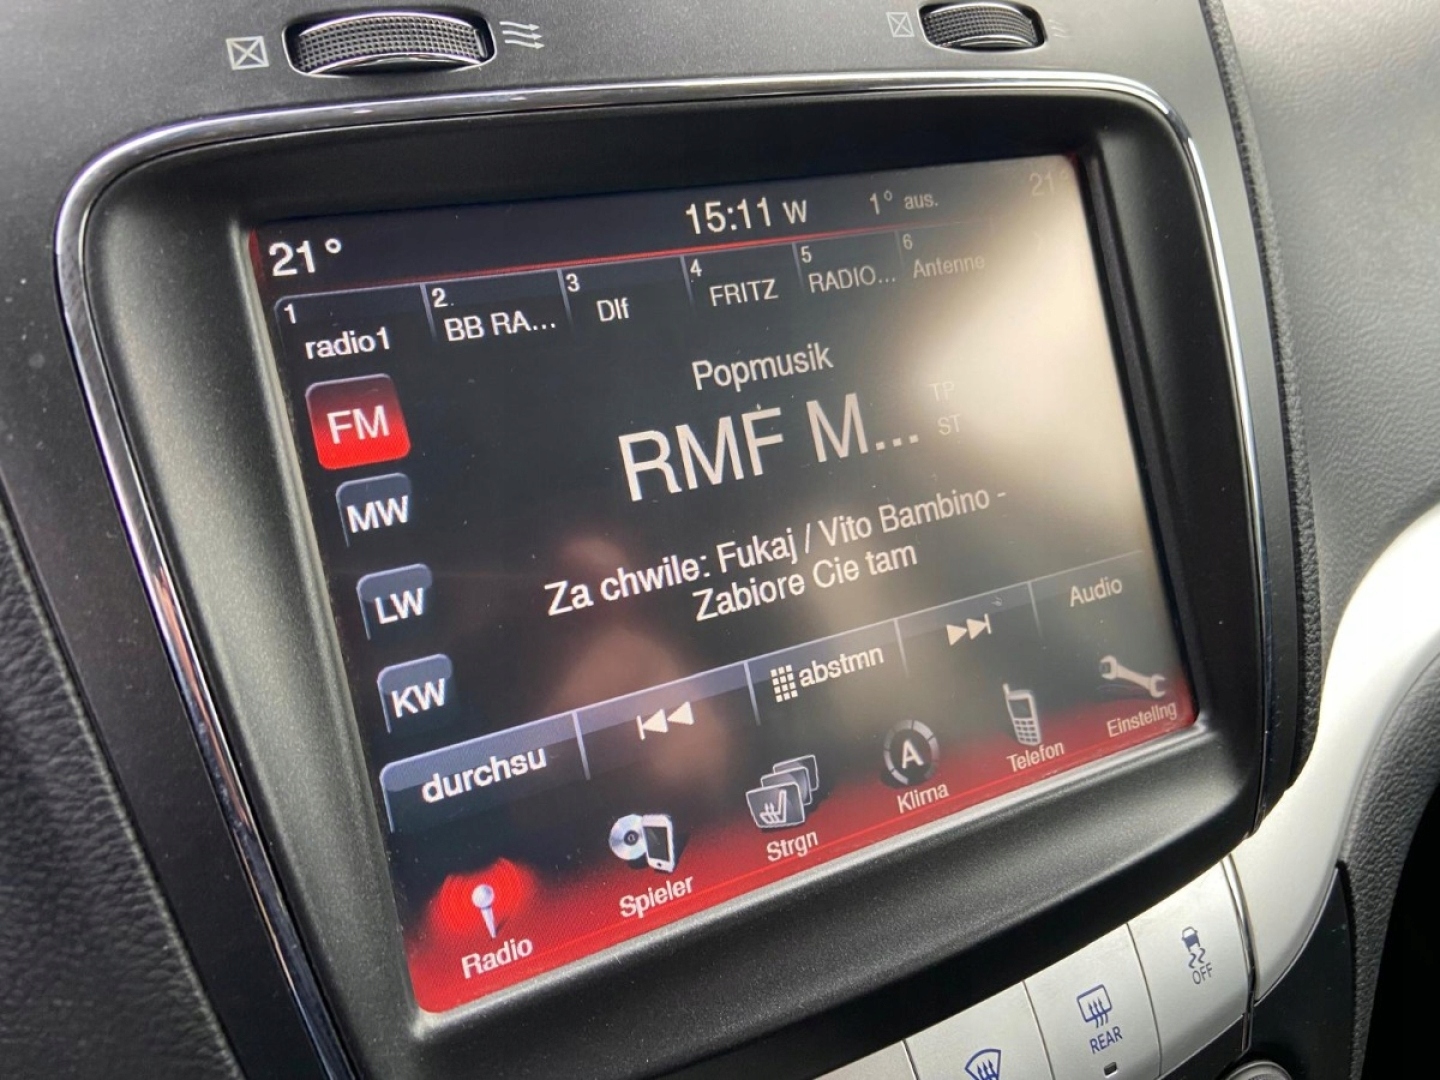 21° 15:11 W 1° aus. 21°
1 radio1 2 BB RA... 3 Dlf 4 FRITZ 5 RADIO... 6 Antenne
Popmusik
FM
RMF M... TP
ST
MW
Za chwile: Fukaj / Vito Bambino -
Zabiore Cie tam
LW
KW
durchsu abstmn Audio
Radio Spieler Strgn A Klima Telefon Einstellng
OFF
REAR